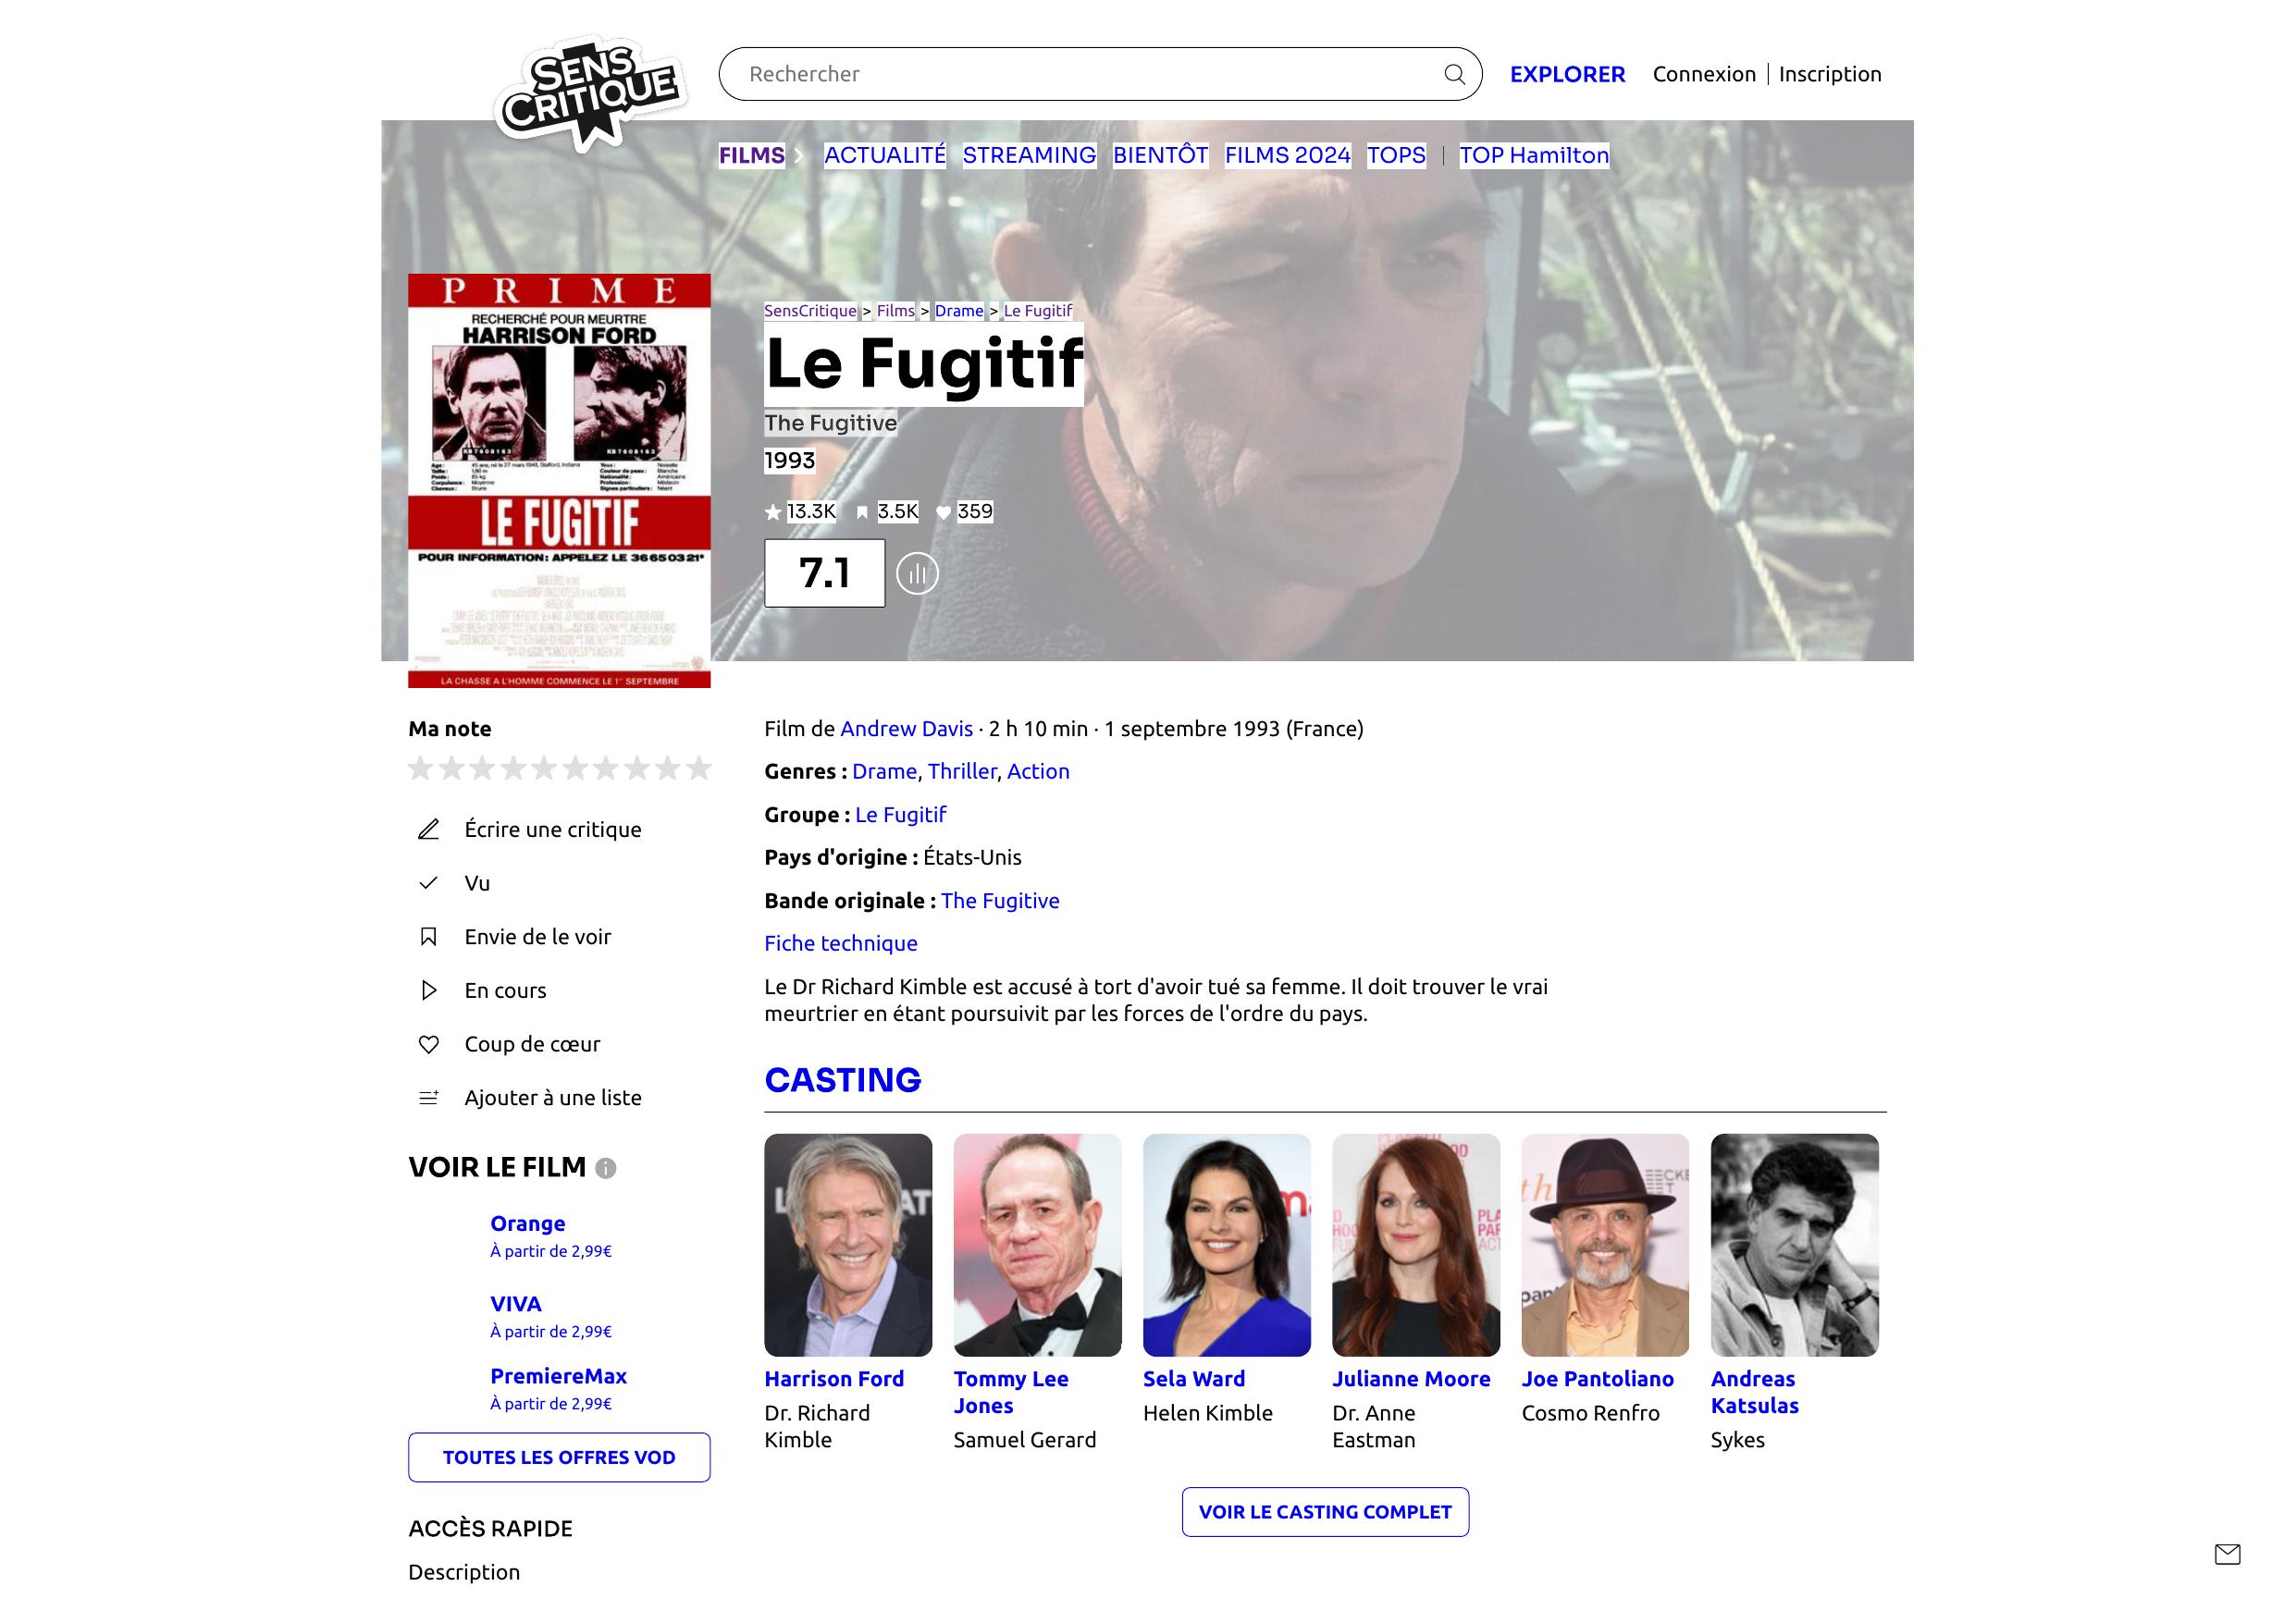 SENS CRITIQUE
Rechercher
EXPLORER
Connexion | Inscription
FILMS
ACTUALITÉ STREAMING BIENTÔT FILMS 2024 TOPS | TOP Hamilton
PRIME
RECHERCHÉ POUR MEURTRE
HARRISON FORD
KB7608163 KB7608163
LE FUGITIF
POUR INFORMATION: APPELEZ LE 36650321*
LA CHASSE A L'HOMME COMMENCE LE 1er SEPTEMBRE
SensCritique > Films > Drame > Le Fugitif
Le Fugitif
The Fugitive
1993
13.3K 3.5K 359
7.1
Ma note
Écrire une critique
Vu
Envie de le voir
En cours
Coup de cœur
Ajouter à une liste
VOIR LE FILM
Orange
À partir de 2,99€
VIVA
À partir de 2,99€
PremiereMax
À partir de 2,99€
TOUTES LES OFFRES VOD
ACCÈS RAPIDE
Description
Film de Andrew Davis · 2 h 10 min · 1 septembre 1993 (France)
Genres : Drame, Thriller, Action
Groupe : Le Fugitif
Pays d'origine : États-Unis
Bande originale : The Fugitive
Fiche technique
Le Dr Richard Kimble est accusé à tort d'avoir tué sa femme. Il doit trouver le vrai
meurtrier en étant poursuivit par les forces de l'ordre du pays.
CASTING
Harrison Ford
Dr. Richard
Kimble
Tommy Lee
Jones
Samuel Gerard
Sela Ward
Helen Kimble
Julianne Moore
Dr. Anne
Eastman
Joe Pantoliano
Cosmo Renfro
Andreas
Katsulas
Sykes
VOIR LE CASTING COMPLET